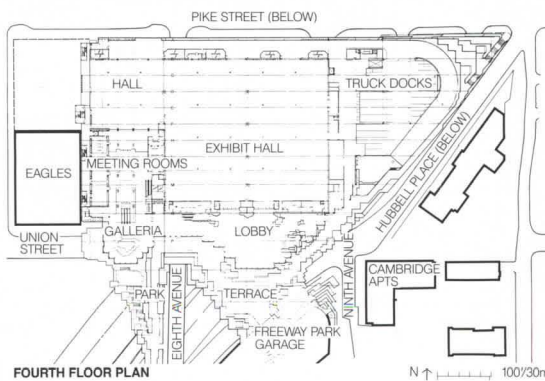 PIKE STREET (BELOW)
HALL
TRUCK DOCKS
EXHIBIT HALL
MEETING ROOMS
EAGLES
HUBBELL PLACE (BELOW)
UNION
STREET
GALLERIA
LOBBY
NINTH AVENUE
CAMBRIDGE
APTS
PARK
EIGHTH AVENUE
TERRACE
FREEWAY PARK
GARAGE
FOURTH FLOOR PLAN
N
100'/30m